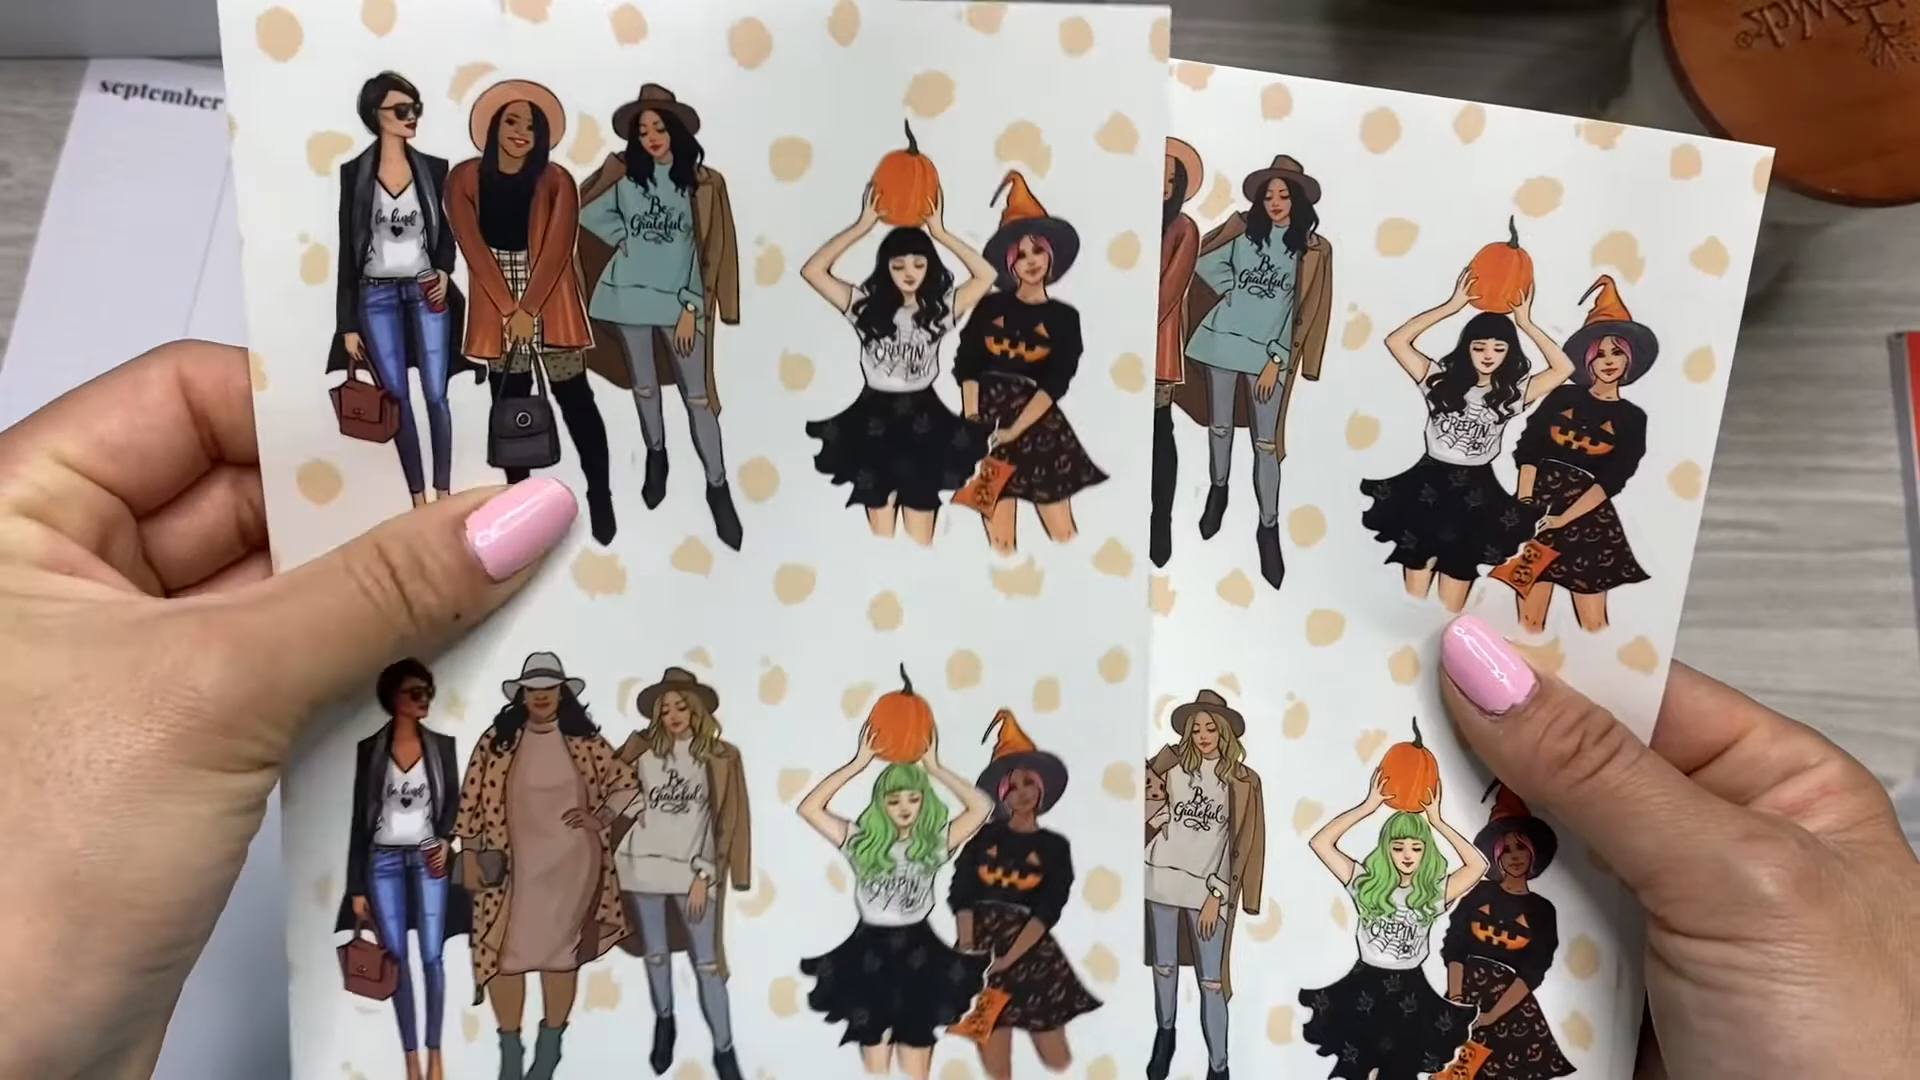 september
be kind
Be
Grateful
CREEPIN
Be
Grateful
CREEPIN
be kind
Be
Grateful
CREEPIN
Be
Grateful
CREEPIN